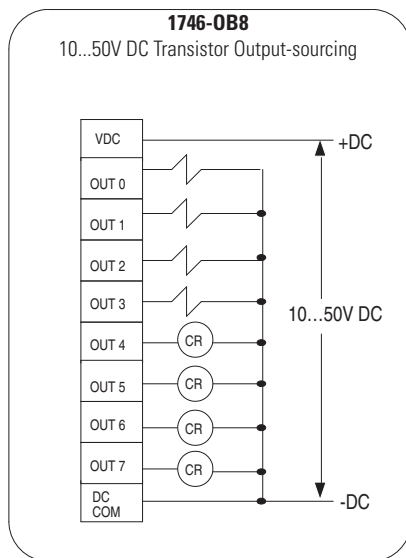 1746-OB8
10...50V DC Transistor Output-sourcing
VDC
+DC
OUT 0
OUT 1
OUT 2
OUT 3
10...50V DC
OUT 4
CR
OUT 5
CR
OUT 6
CR
OUT 7
CR
DC
COM
-DC